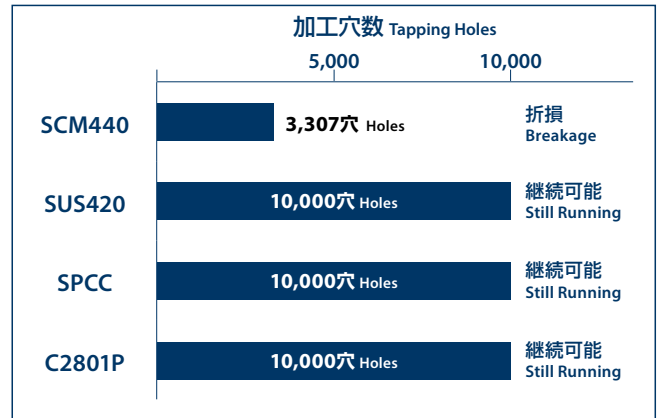 加工穴数 Tapping Holes
5,000 10,000
SCM440 3,307穴 Holes 折損
Breakage
SUS420 10,000穴 Holes 継続可能
Still Running
SPCC 10,000穴 Holes 継続可能
Still Running
C2801P 10,000穴 Holes 継続可能
Still Running